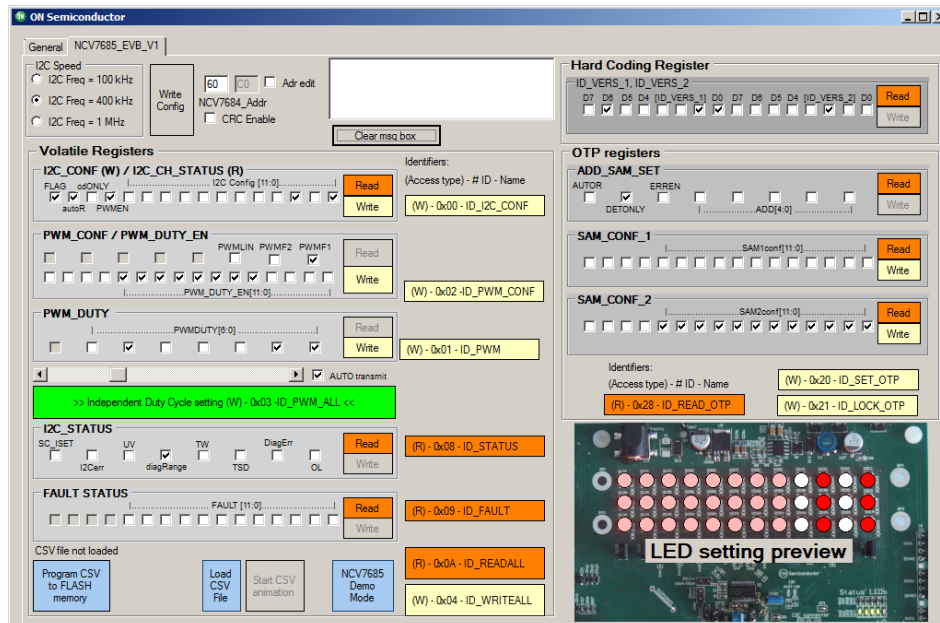 ON Semiconductor
General NCV7685_EVB_V1
I2C Speed
I2C Freq = 100 kHz
I2C Freq = 400 kHz
I2C Freq = 1 MHz
Write Config
60 C0 Adr edit
NCV7684_Addr
CRC Enable
Clear msg box
Hard Coding Register
ID_VERS_1, ID_VERS_2
D7 D6 D5 D4 [ID_VERS_1] D0 D7 D6 D5 D4 [ID_VERS_2] D0
Read
Write
Volatile Registers
I2C_CONF (W) / I2C_CH_STATUS (R)
FLAG cdONLY |..................... I2C Config [11:0]...................|
autoR PWMEN
Read
Write
Identifiers:
(Access type) - # ID - Name
(W) - 0x00 - ID_I2C_CONF
PWM_CONF / PWM_DUTY_EN
PWMLIN PWMF2 PWMF1
|...................PWM_DUTY_EN[11:0]...................|
Read
Write
(W) - 0x02 -ID_PWM_CONF
PWM_DUTY
| .........................PWMDUTY[6:0] .........................|
Read
Write
(W) - 0x01 - ID_PWM
AUTO transmit
>> Independent Duty Cycle setting (W) - 0x03 -ID_PWM_ALL <<
I2C_STATUS
SC_ISET UV TW DiagErr
I2Cerr diagRange TSD OL
Read
Write
(R) - 0x08 - ID_STATUS
FAULT STATUS
|......................... FAULT [11:0].........................|
Read
Write
(R) - 0x09 - ID_FAULT
CSV file not loaded
Program CSV to FLASH memory
Load CSV File
Start CSV animation
NCV7685 Demo Mode
(R) - 0x0A - ID_READALL
(W) - 0x04 - ID_WRITEALL
OTP registers
ADD_SAM_SET
AUTOR ERREN
DETONLY | ...................ADD[4:0] ...................|
Read
Write
SAM_CONF_1
|......................SAM1conf[11:0]......................|
Read
Write
SAM_CONF_2
|......................SAM2conf[11:0]......................|
Read
Write
Identifiers:
(Access type) - # ID - Name
(R) - 0x28 - ID_READ_OTP
(W) - 0x20 - ID_SET_OTP
(W) - 0x21 - ID_LOCK_OTP
LED setting preview
ON Semiconductor
Status LEDs